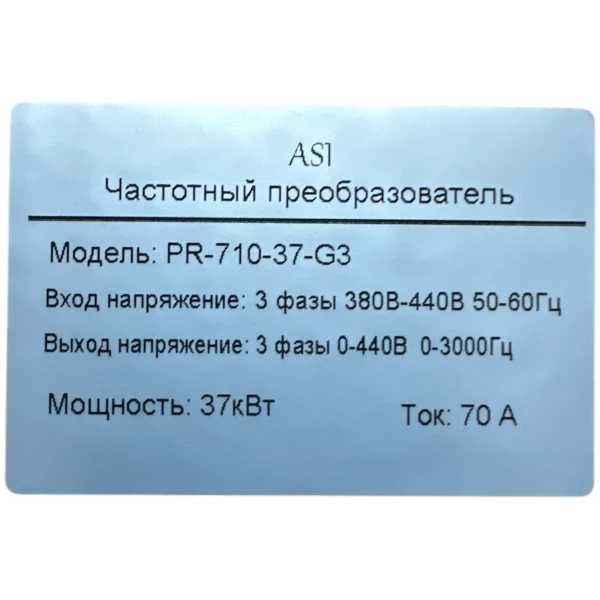 ASI
Частотный преобразователь
Модель: PR-710-37-G3
Вход напряжение: 3 фазы 380В-440В 50-60Гц
Выход напряжение: 3 фазы 0-440В 0-3000Гц
Мощность: 37кВт Ток: 70 А